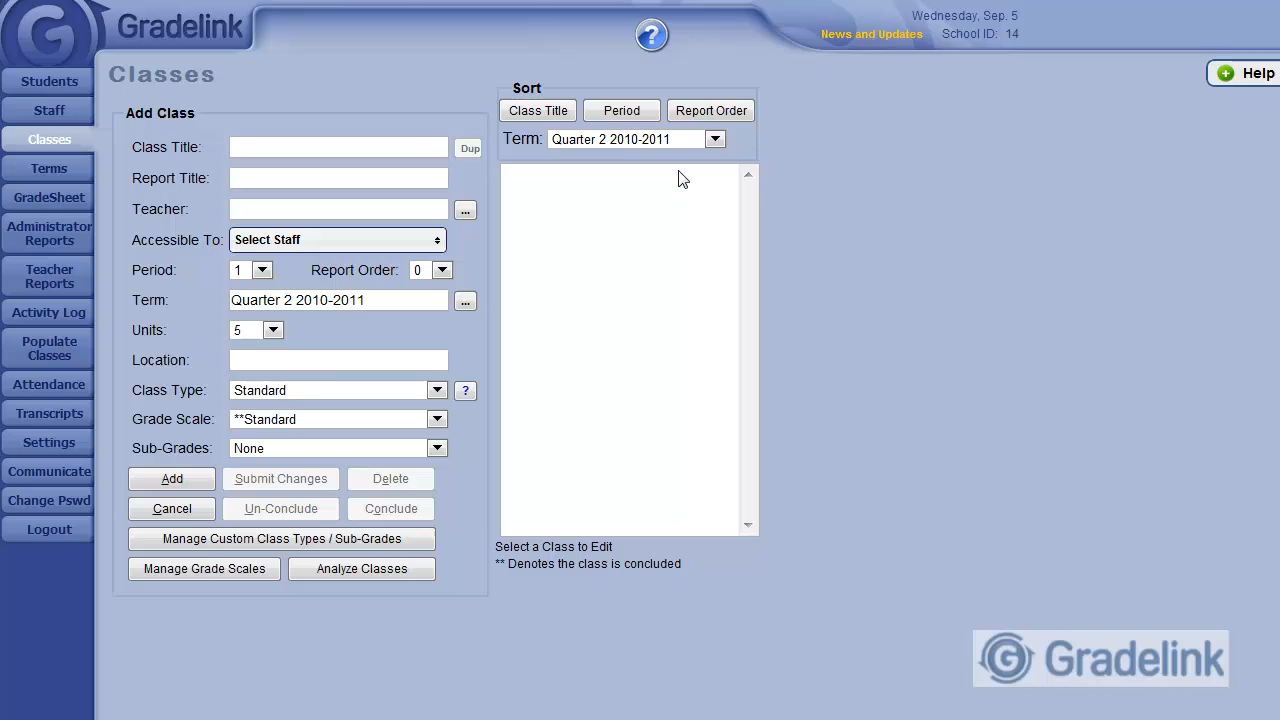 Gradelink
Wednesday, Sep. 5
News and Updates School ID: 14
Help
Students
Staff
Classes
Terms
GradeSheet
Administrator Reports
Teacher Reports
Activity Log
Populate Classes
Attendance
Transcripts
Settings
Communicate
Change Pswd
Logout
Classes
Add Class
Class Title: Dup
Report Title:
Teacher: ...
Accessible To: Select Staff
Period: 1 Report Order: 0
Term: Quarter 2 2010-2011 ...
Units: 5
Location:
Class Type: Standard ?
Grade Scale: **Standard
Sub-Grades: None
Add Submit Changes Delete
Cancel Un-Conclude Conclude
Manage Custom Class Types / Sub-Grades
Manage Grade Scales Analyze Classes
Sort
Class Title Period Report Order
Term: Quarter 2 2010-2011
Select a Class to Edit
** Denotes the class is concluded
Gradelink